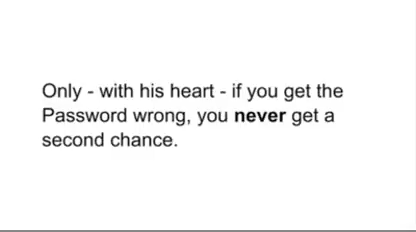 Only - with his heart - if you get the
Password wrong, you never get a
second chance.